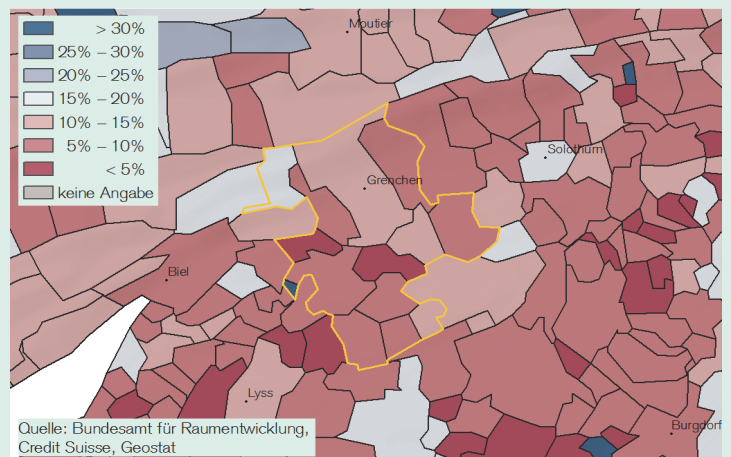 > 30%
25% – 30%
20% – 25%
15% – 20%
10% – 15%
5% – 10%
< 5%
keine Angabe
Moutier
Solothurn
Grenchen
Biel
Lyss
Burgdorf
Quelle: Bundesamt für Raumentwicklung,
Credit Suisse, Geostat